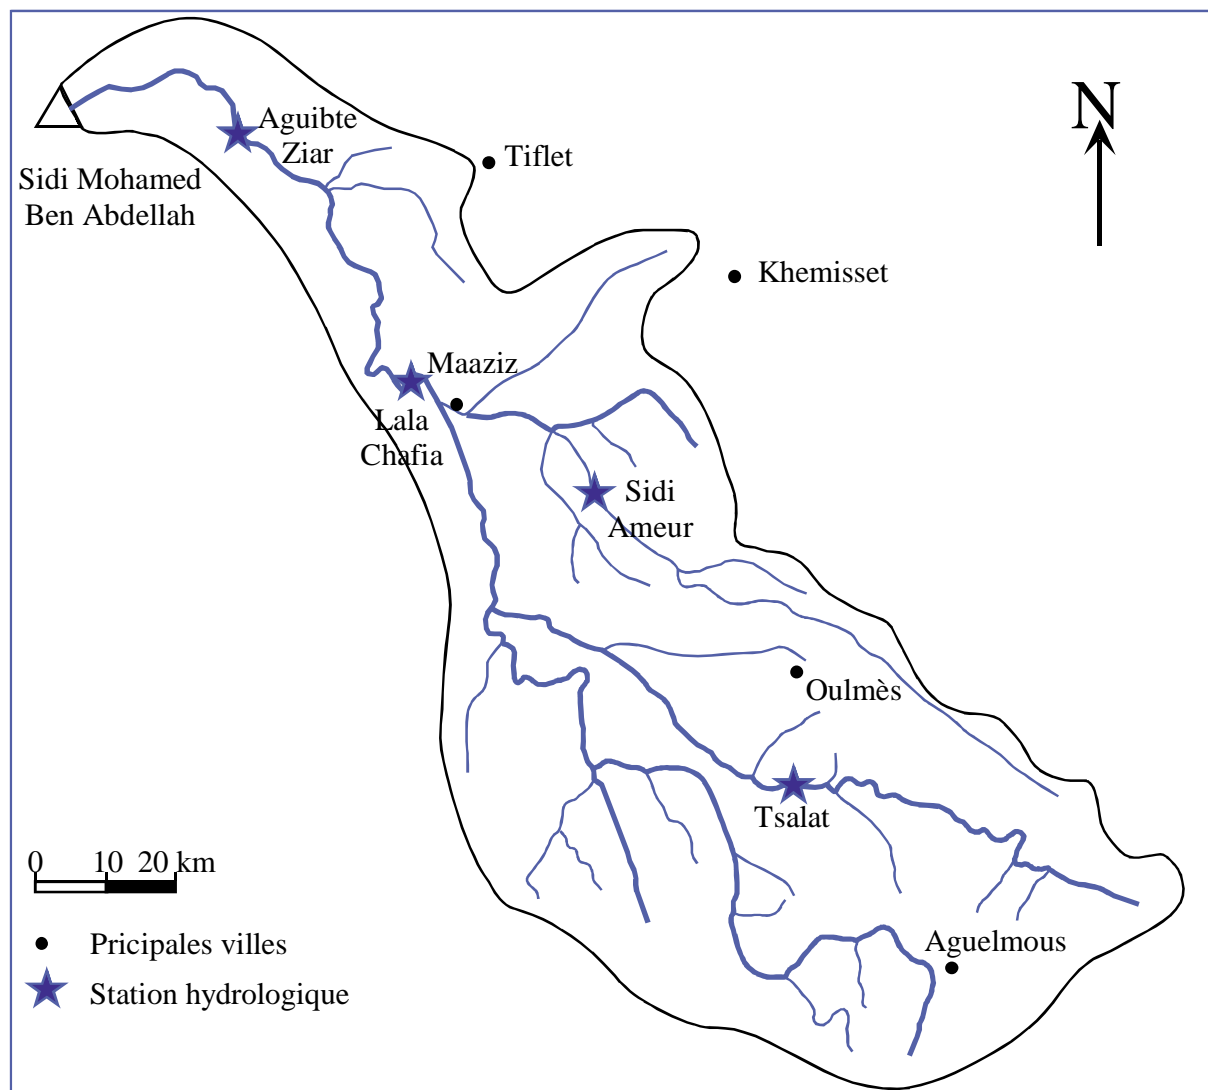 N
Aguibte
Ziar
Tiflet
Sidi Mohamed
Ben Abdellah
Khemisset
Maaziz
Lala
Chafia
Sidi
Ameur
Oulmès
Tsalat
0 10 20 km
Pricipales villes
Aguelmous
Station hydrologique